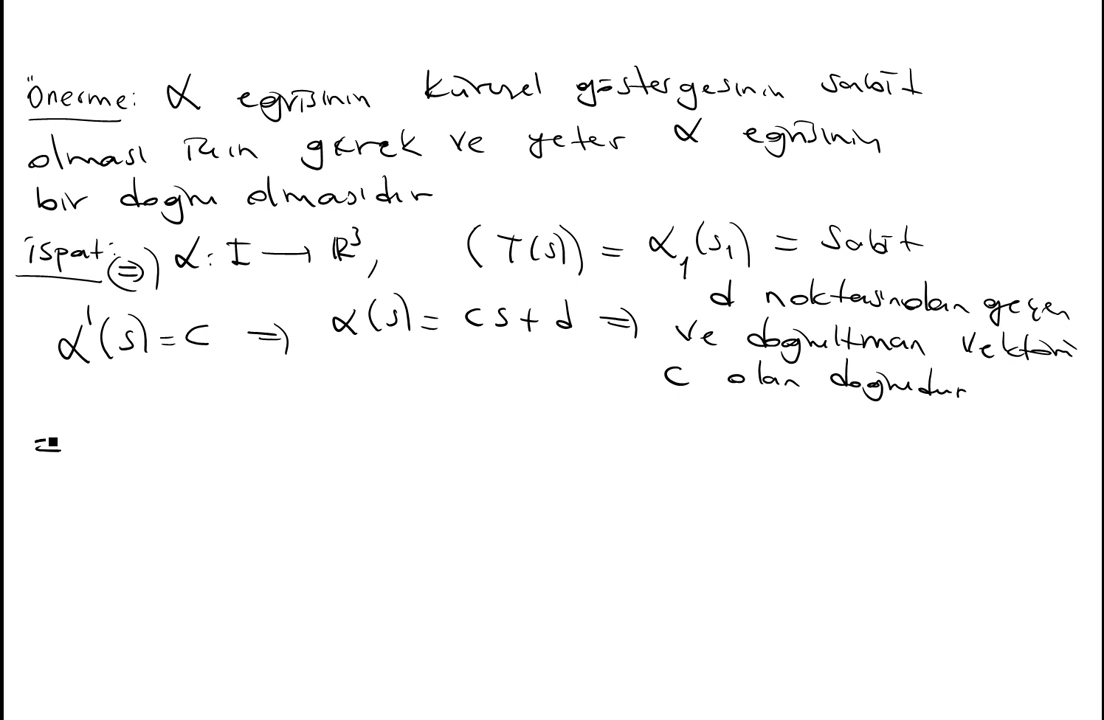 Önerme: α eğrisinin küresel göstergesinin sabit
olması için gerek ve yeter α eğrisinin
bir doğru olmasıdır
ispat: (⇒) α: I → ℝ³, (T(s)) = α₁(s₁) = Sabit
α'(s) = c ⇒ α(s) = cs + d ⇒ d noktasından geçen
ve doğrultman vektörü
c olan doğrudur